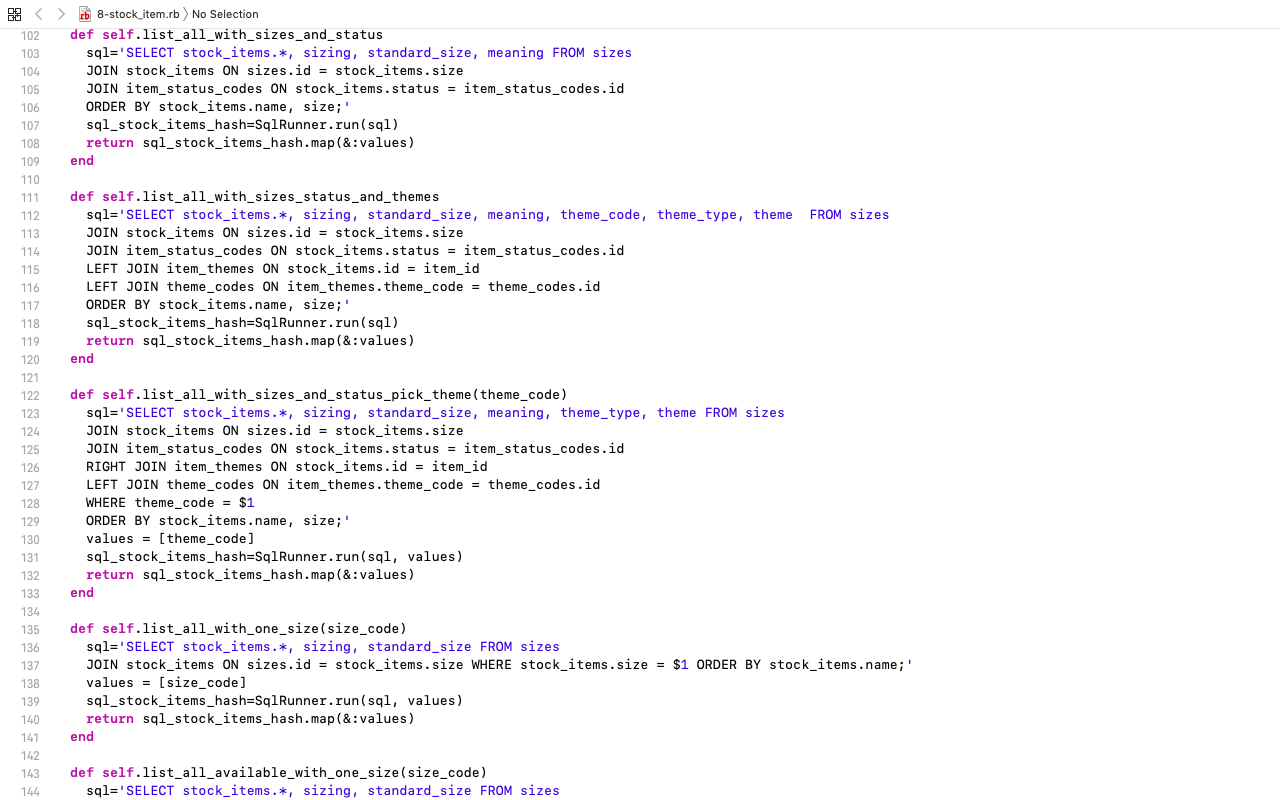 8-stock_item.rb 〉 No Selection
102 def self.list_all_with_sizes_and_status
103 sql='SELECT stock_items.*, sizing, standard_size, meaning FROM sizes
104 JOIN stock_items ON sizes.id = stock_items.size
105 JOIN item_status_codes ON stock_items.status = item_status_codes.id
106 ORDER BY stock_items.name, size;'
107 sql_stock_items_hash=SqlRunner.run(sql)
108 return sql_stock_items_hash.map(&:values)
109 end
110
111 def self.list_all_with_sizes_status_and_themes
112 sql='SELECT stock_items.*, sizing, standard_size, meaning, theme_code, theme_type, theme  FROM sizes
113 JOIN stock_items ON sizes.id = stock_items.size
114 JOIN item_status_codes ON stock_items.status = item_status_codes.id
115 LEFT JOIN item_themes ON stock_items.id = item_id
116 LEFT JOIN theme_codes ON item_themes.theme_code = theme_codes.id
117 ORDER BY stock_items.name, size;'
118 sql_stock_items_hash=SqlRunner.run(sql)
119 return sql_stock_items_hash.map(&:values)
120 end
121
122 def self.list_all_with_sizes_and_status_pick_theme(theme_code)
123 sql='SELECT stock_items.*, sizing, standard_size, meaning, theme_type, theme FROM sizes
124 JOIN stock_items ON sizes.id = stock_items.size
125 JOIN item_status_codes ON stock_items.status = item_status_codes.id
126 RIGHT JOIN item_themes ON stock_items.id = item_id
127 LEFT JOIN theme_codes ON item_themes.theme_code = theme_codes.id
128 WHERE theme_code = $1
129 ORDER BY stock_items.name, size;'
130 values = [theme_code]
131 sql_stock_items_hash=SqlRunner.run(sql, values)
132 return sql_stock_items_hash.map(&:values)
133 end
134
135 def self.list_all_with_one_size(size_code)
136 sql='SELECT stock_items.*, sizing, standard_size FROM sizes
137 JOIN stock_items ON sizes.id = stock_items.size WHERE stock_items.size = $1 ORDER BY stock_items.name;'
138 values = [size_code]
139 sql_stock_items_hash=SqlRunner.run(sql, values)
140 return sql_stock_items_hash.map(&:values)
141 end
142
143 def self.list_all_available_with_one_size(size_code)
144 sql='SELECT stock_items.*, sizing, standard_size FROM sizes